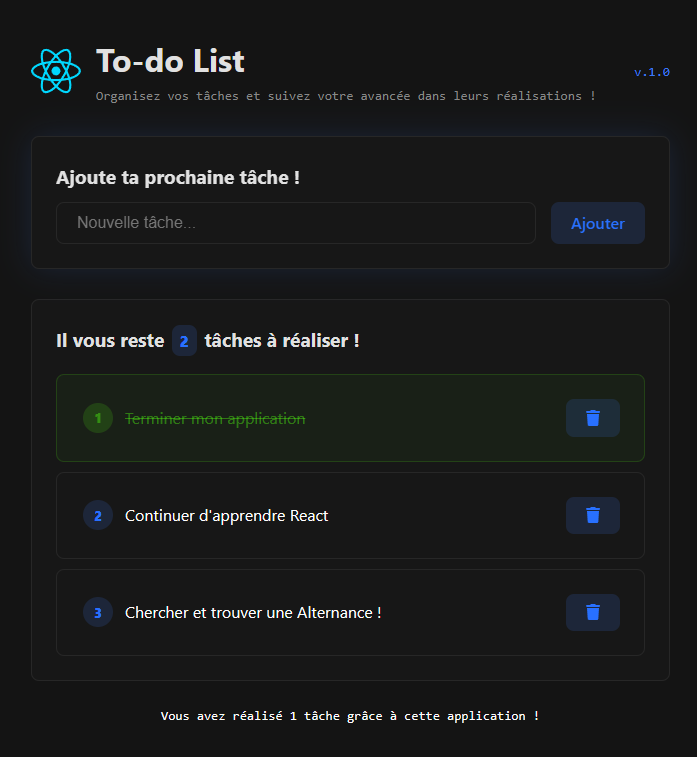 To-do List
Organisez vos tâches et suivez votre avancée dans leurs réalisations !
v.1.0
Ajoute ta prochaine tâche !
Nouvelle tâche...
Ajouter
Il vous reste 2 tâches à réaliser !
1 Terminer mon application
2 Continuer d'apprendre React
3 Chercher et trouver une Alternance !
Vous avez réalisé 1 tâche grâce à cette application !